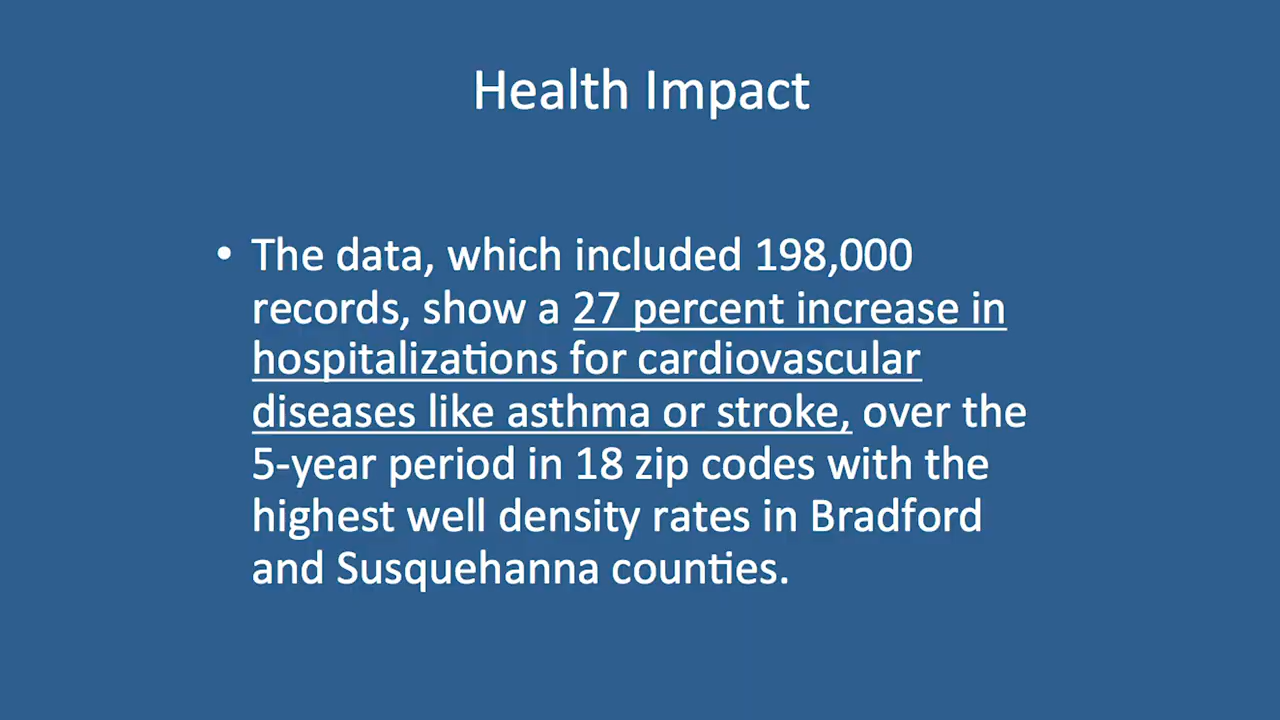 Health Impact
• The data, which included 198,000
records, show a 27 percent increase in
hospitalizations for cardiovascular
diseases like asthma or stroke, over the
5-year period in 18 zip codes with the
highest well density rates in Bradford
and Susquehanna counties.